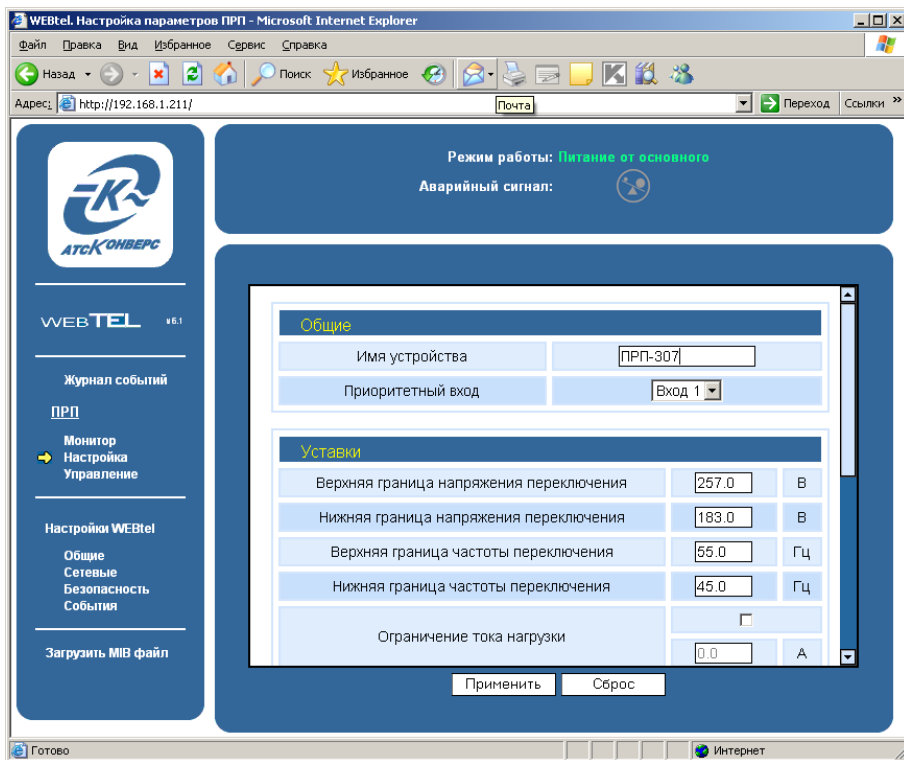 WEBtel. Настройка параметров ПРП - Microsoft Internet Explorer
Файл Правка Вид Избранное Сервис Справка
Назад Поиск Избранное
Адрес: http://192.168.1.211/ Переход Ссылки »
Почта
Режим работы: Питание от основного
Аварийный сигнал:
АТСКОНВЕРС
WEBTEL v6.1
Журнал событий
ПРП
Монитор
Настройка
Управление
Настройки WEBtel
Общие
Сетевые
Безопасность
События
Загрузить MIB файл
Общие
Имя устройства ПРП-307
Приоритетный вход Вход 1
Уставки
Верхняя граница напряжения переключения 257.0 В
Нижняя граница напряжения переключения 183.0 В
Верхняя граница частоты переключения 55.0 Гц
Нижняя граница частоты переключения 45.0 Гц
Ограничение тока нагрузки
0.0 А
Применить Сброс
Готово Интернет